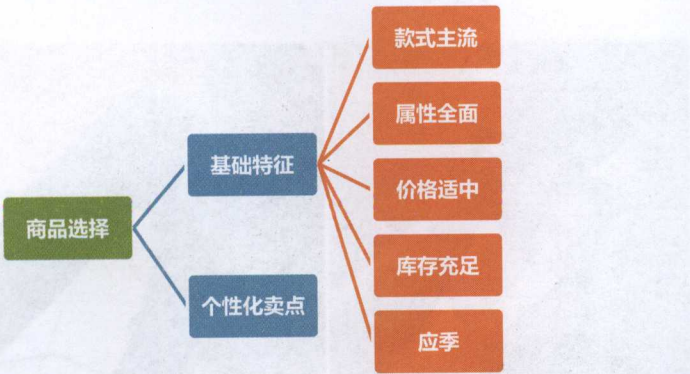 商品选择
基础特征
个性化卖点
款式主流
属性全面
价格适中
库存充足
应季